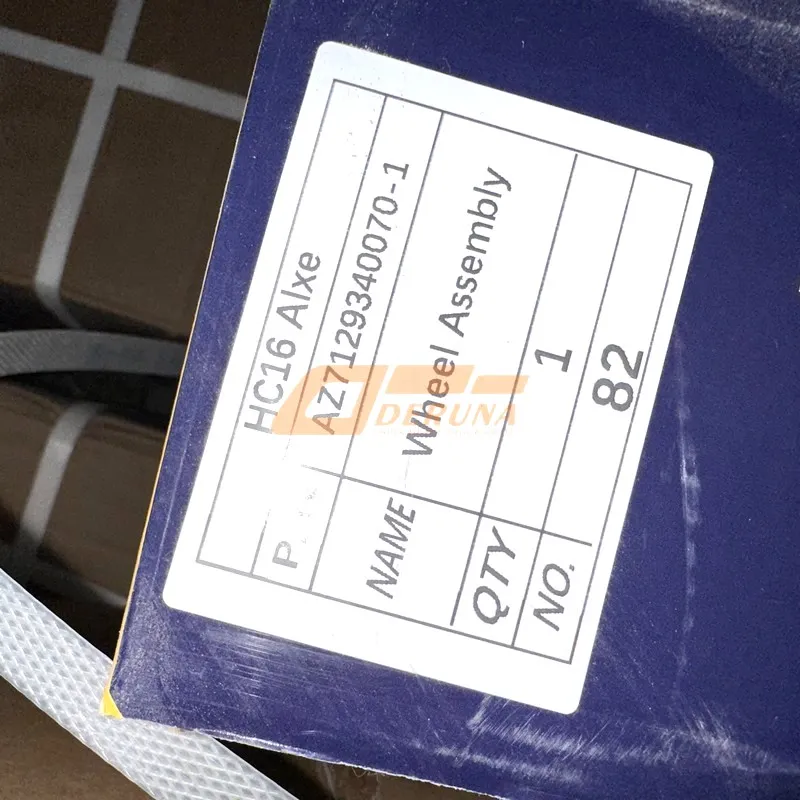 HC16 Alxe
P. AZ7129340070-1
NAME Wheel Assembly
QTY 1
NO. 82
DERUNA